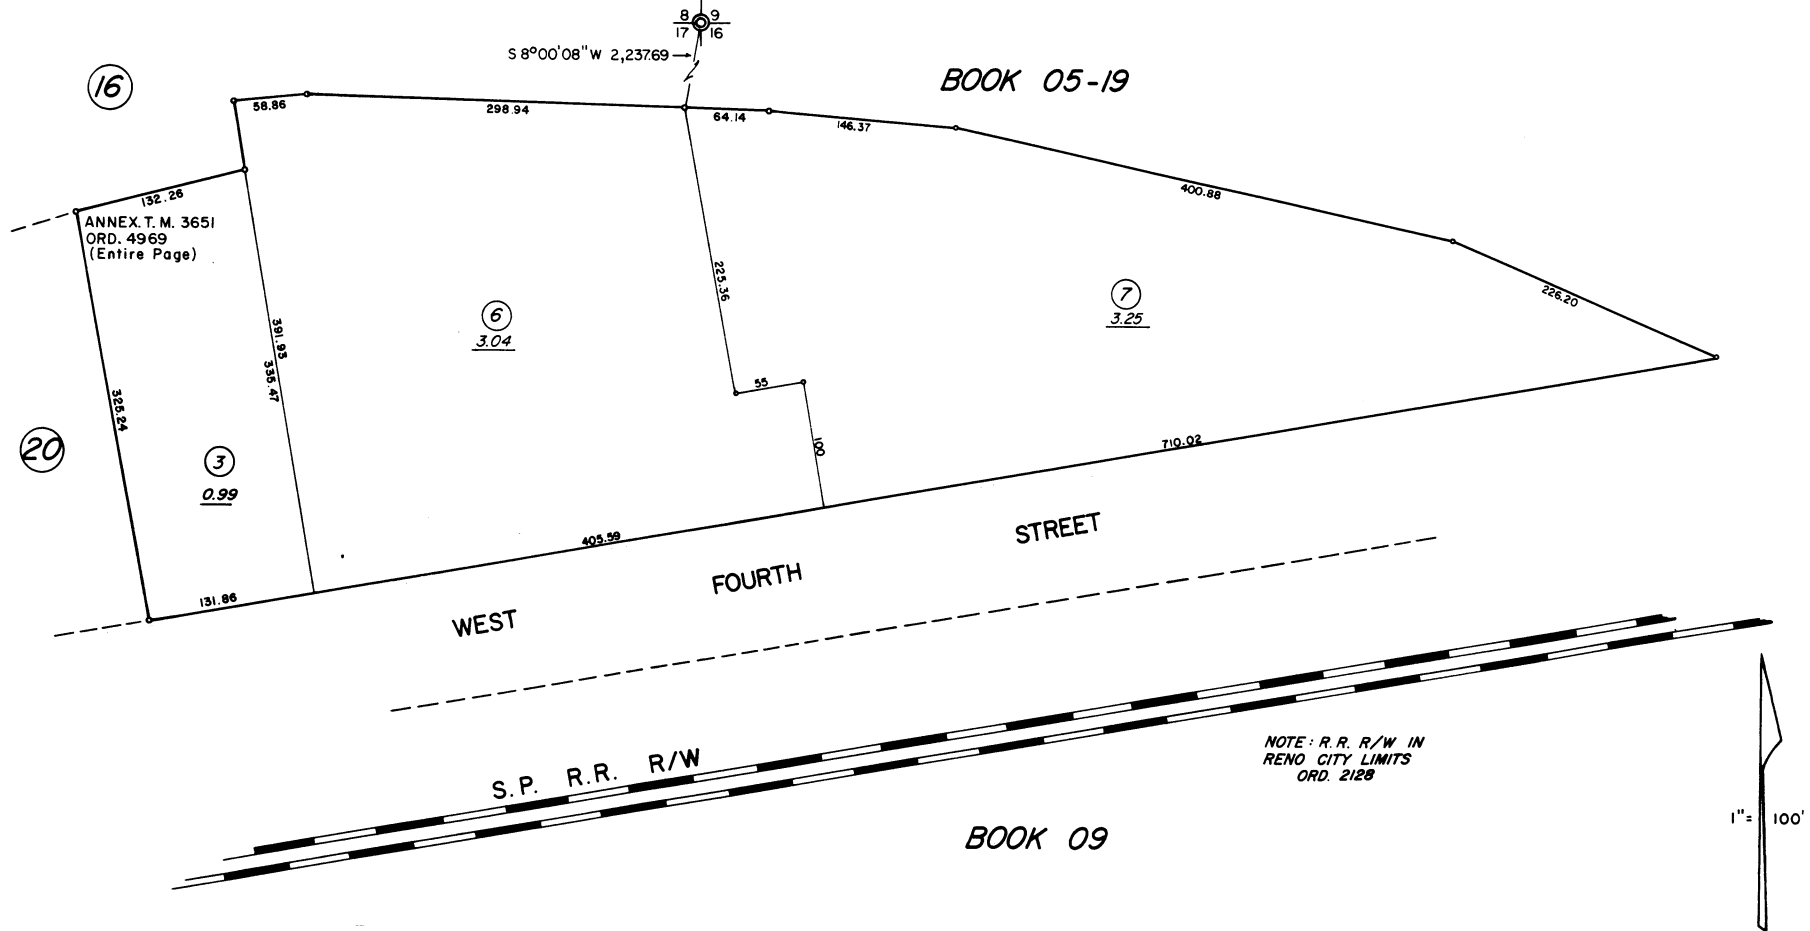 8 9
17 16
S 8°00'08"W 2,237.69
BOOK 05-19
16
58.86
298.94
64.14
146.37
400.88
226.20
132.26
ANNEX. T. M. 3651
ORD. 4969
(Entire Page)
325.24
391.93
335.47
225.36
55
100
6
3.04
7
3.25
20
3
0.99
131.86
405.59
710.02
WEST FOURTH STREET
S.P. R.R. R/W
NOTE: R.R. R/W IN
RENO CITY LIMITS
ORD. 2128
BOOK 09
1"= 100'